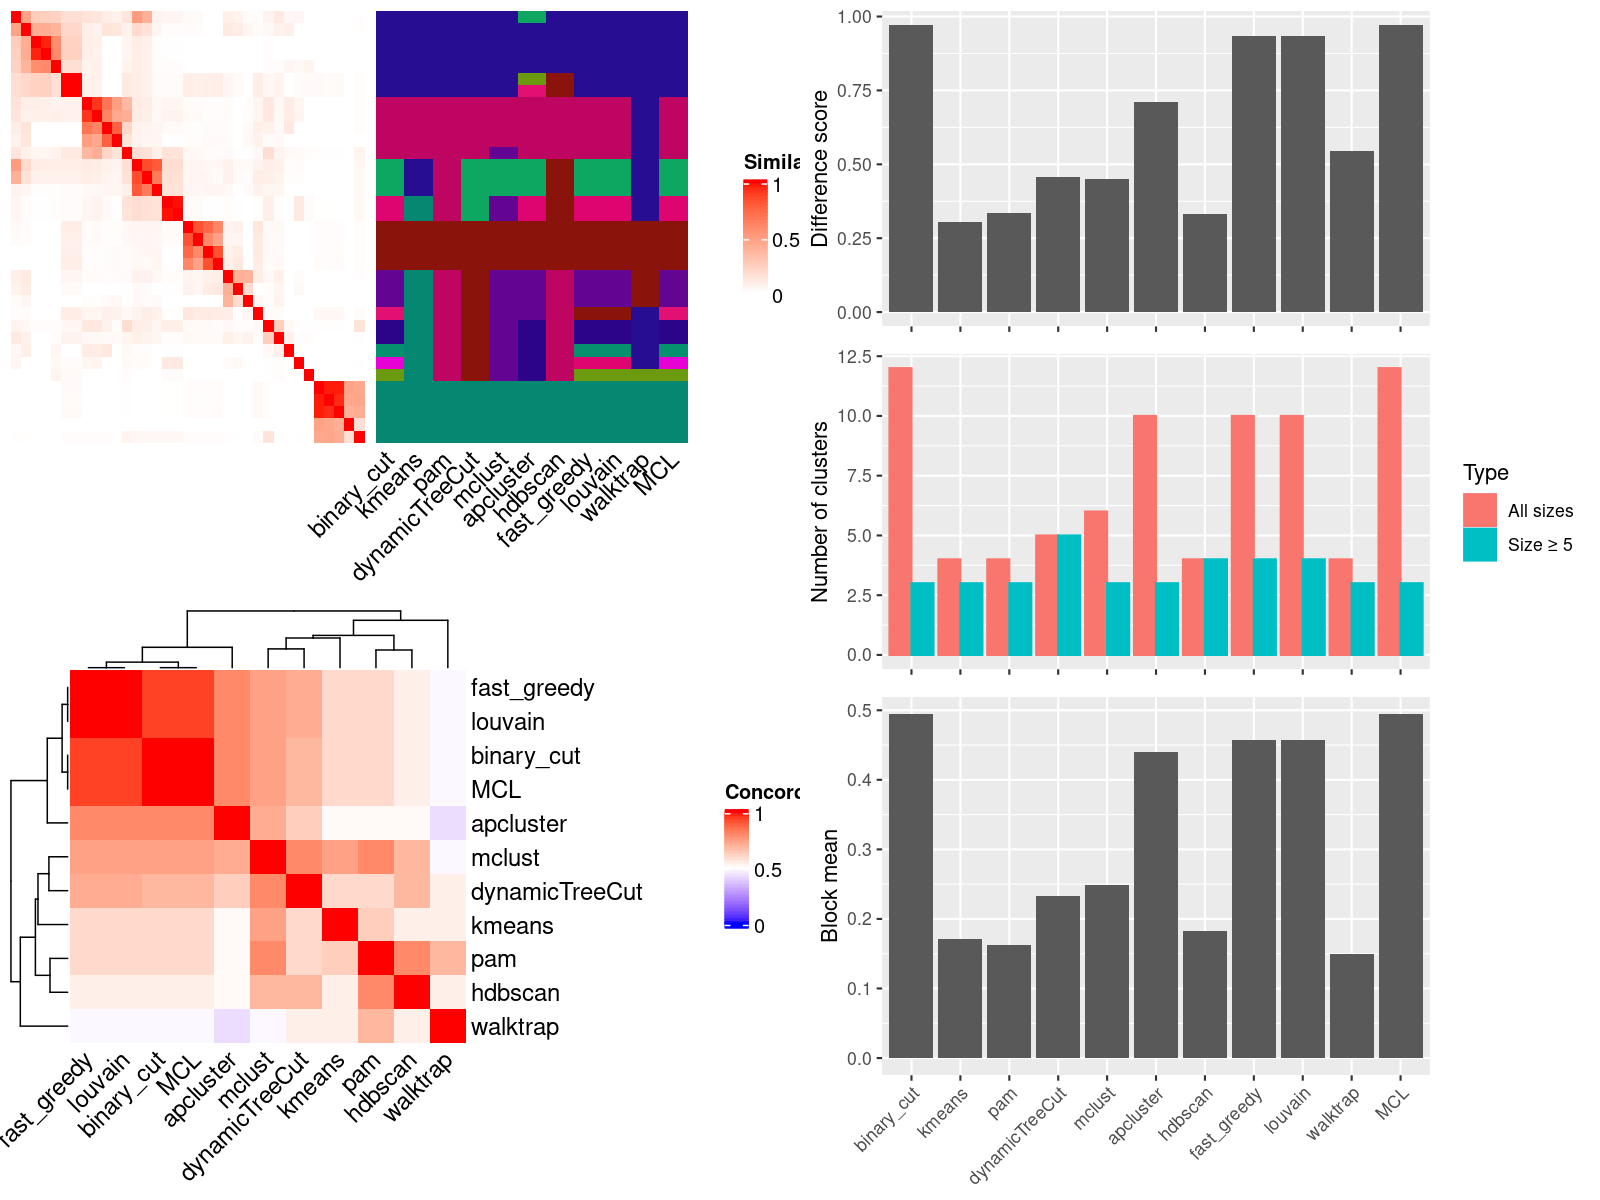 Simila
1
0.5
0
binary_cut
kmeans
pam
dynamicTreeCut
mclust
apcluster
hdbscan
fast_greedy
louvain
walktrap
MCL
fast_greedy
louvain
binary_cut
MCL
apcluster
mclust
dynamicTreeCut
kmeans
pam
hdbscan
walktrap
Concord
1
0.5
0
fast_greedy
louvain
binary_cut
MCL
apcluster
mclust
dynamicTreeCut
kmeans
pam
hdbscan
walktrap
Difference score
1.00
0.75
0.50
0.25
0.00
Number of clusters
12.5
10.0
7.5
5.0
2.5
0.0
Type
All sizes
Size ≥ 5
Block mean
0.5
0.4
0.3
0.2
0.1
0.0
binary_cut
kmeans
pam
dynamicTreeCut
mclust
apcluster
hdbscan
fast_greedy
louvain
walktrap
MCL